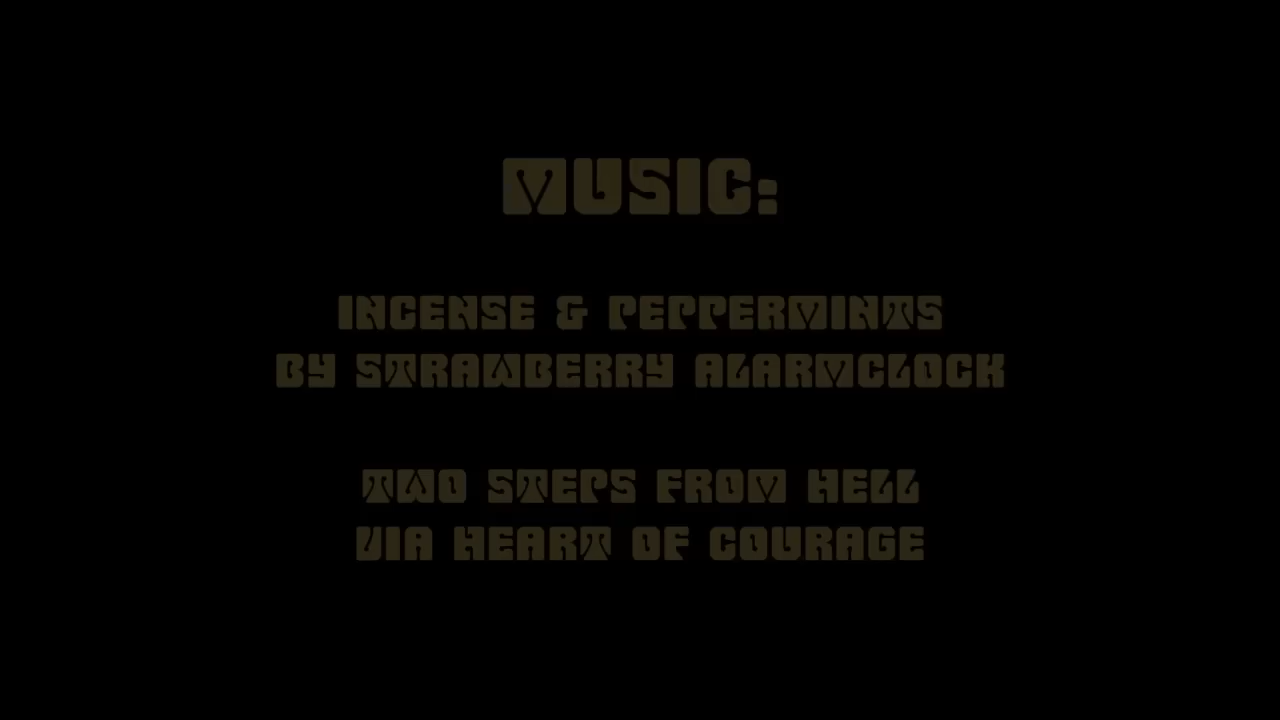 MUSIC:
INCENSE & PEPPERMINTS
BY STRAWBERRY ALARMCLOCK
TWO STEPS FROM HELL
VIA HEART OF COURAGE